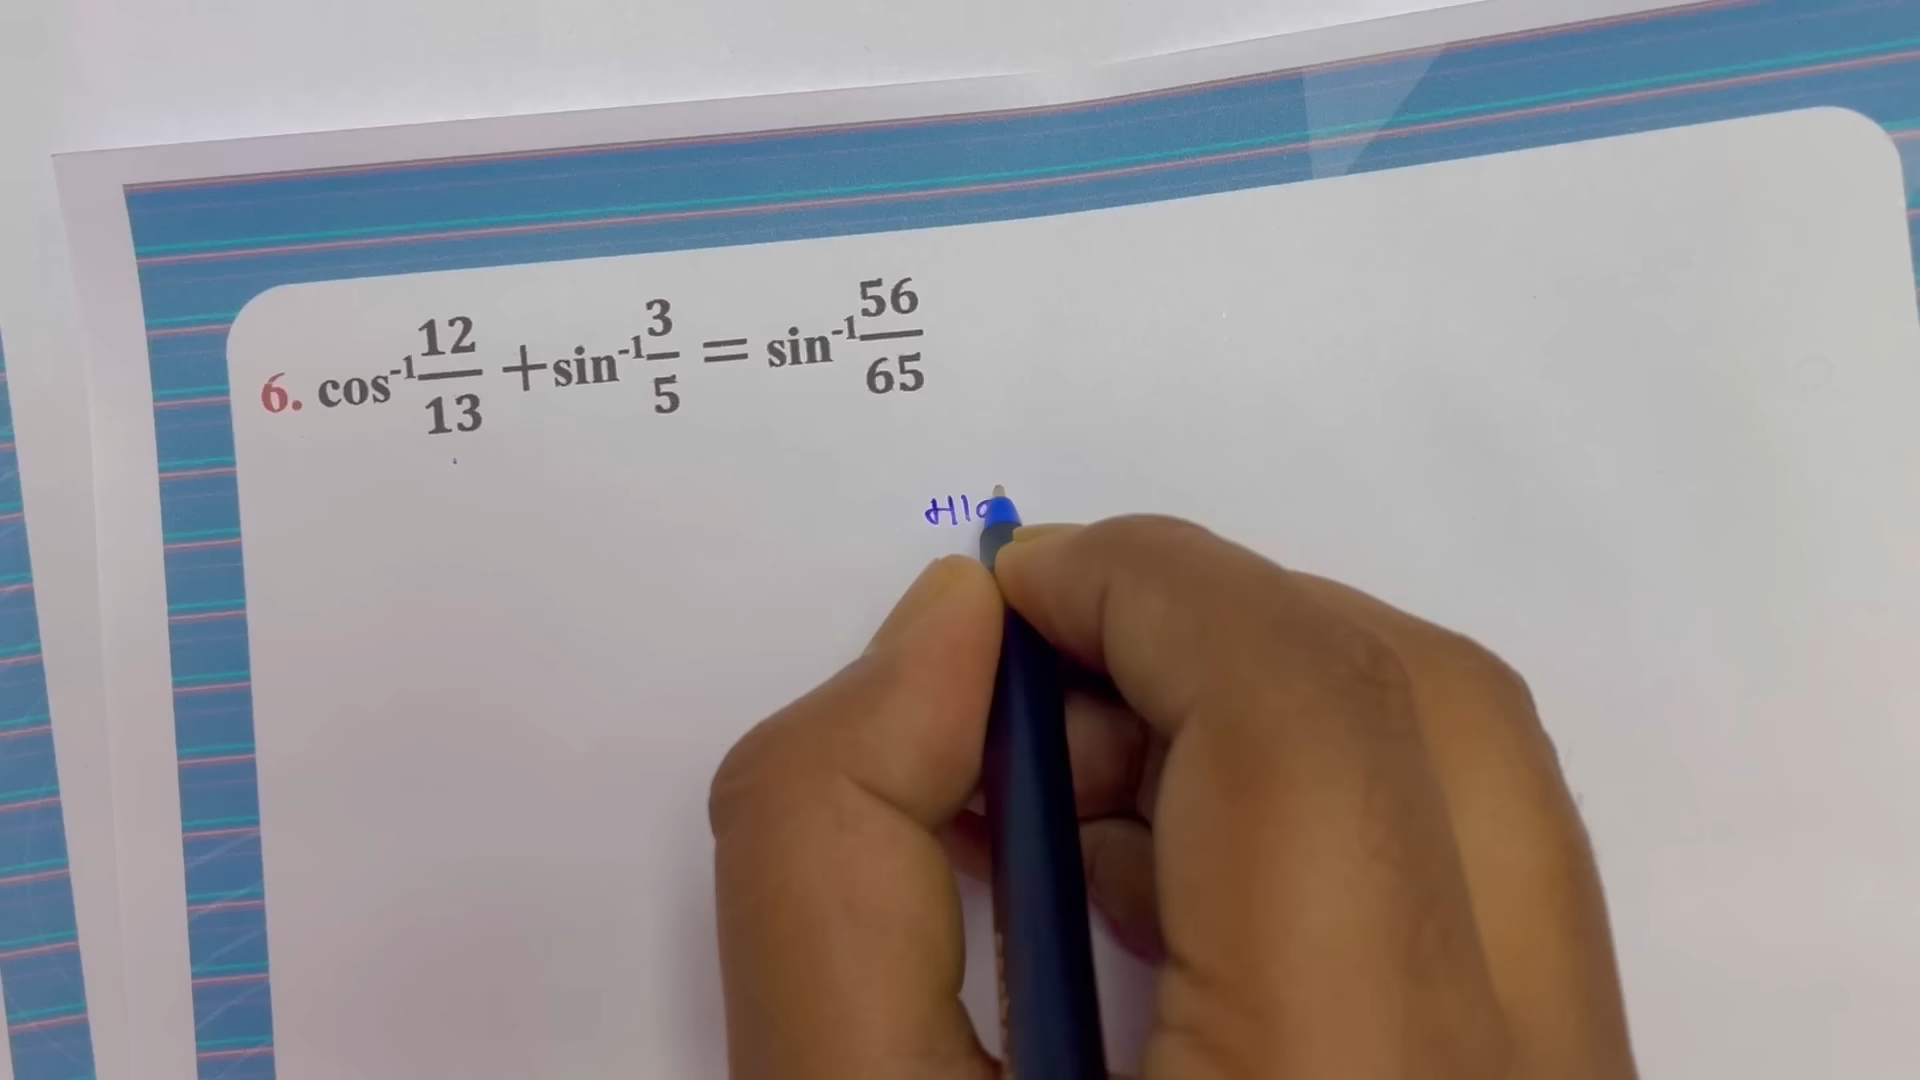 6. cos⁻¹ 12/13 + sin⁻¹ 3/5 = sin⁻¹ 56/65